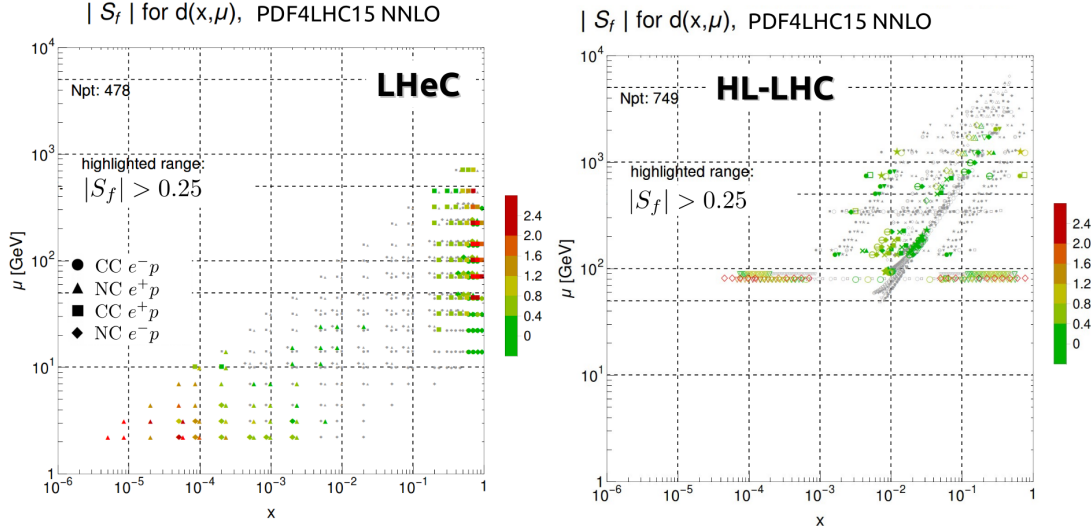 | S_f | for d(x,μ), PDF4LHC15 NNLO
LHeC
Npt: 478
highlighted range:
|S_f| > 0.25
CC e⁻p
NC e⁺p
CC e⁺p
NC e⁻p
μ [GeV]
10⁴
10³
10²
10¹
1
10⁻⁶
10⁻⁵
10⁻⁴
10⁻³
10⁻²
10⁻¹
1
x
2.4
2.0
1.6
1.2
0.8
0.4
0
| S_f | for d(x,μ), PDF4LHC15 NNLO
HL-LHC
Npt: 749
highlighted range:
|S_f| > 0.25
μ [GeV]
10⁴
10³
10²
10¹
1
10⁻⁶
10⁻⁵
10⁻⁴
10⁻³
10⁻²
10⁻¹
1
x
2.4
2.0
1.6
1.2
0.8
0.4
0